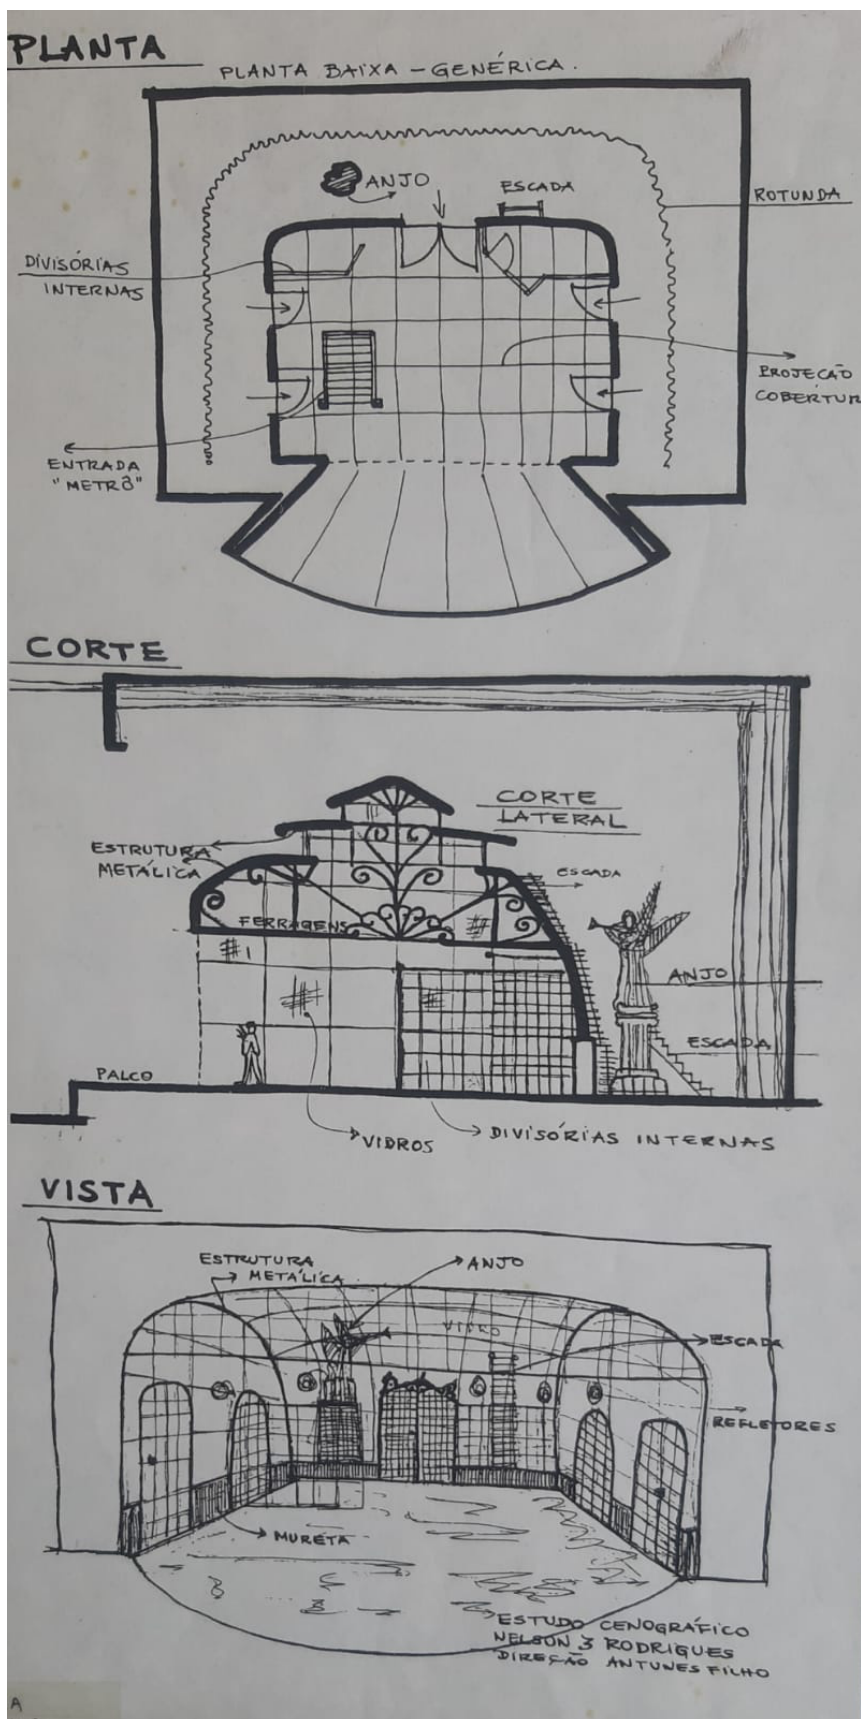 PLANTA
PLANTA BAIXA – GENÉRICA.
ANJO
ESCADA
ROTUNDA
DIVISÓRIAS
INTERNAS
PROJEÇÃO
COBERTUR
ENTRADA
"METRÔ"
CORTE
CORTE
LATERAL
ESTRUTURA
METÁLICA
ESCADA
FERRAGENS
ANJO
ESCADA
PALCO
VIDROS
DIVISÓRIAS INTERNAS
VISTA
ESTRUTURA
METÁLICA
ANJO
VIDRO
ESCADA
REFLETORES
MURETA
ESTUDO CENOGRÁFICO
NELSON 3 RODRIGUES
DIREÇÃO ANTUNES FILHO
A